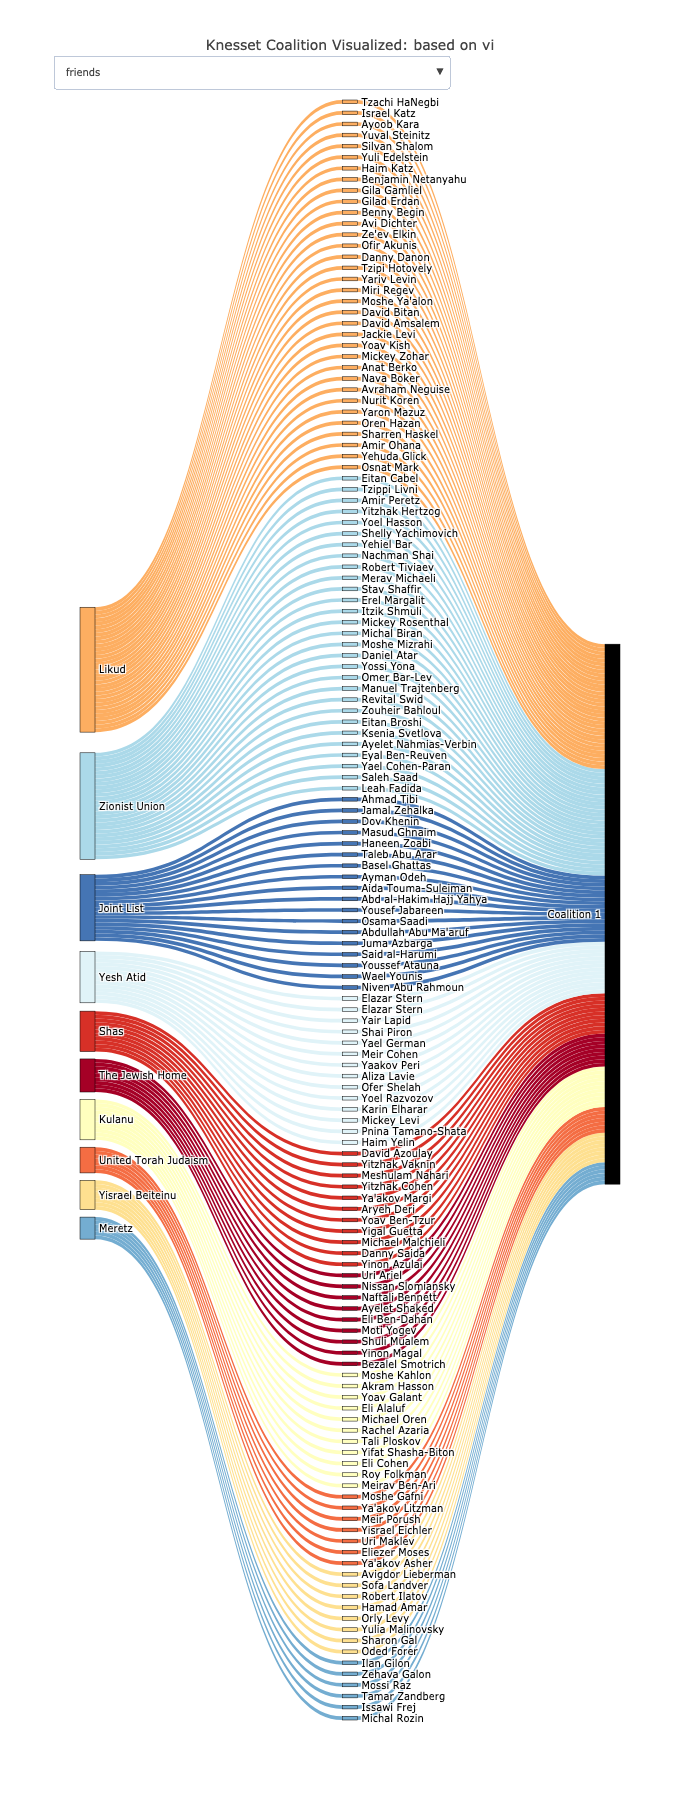 Knesset Coalition Visualized: based on vi
friends
Tzachi HaNegbi
Israel Katz
Ayoob Kara
Yuval Steinitz
Silvan Shalom
Yuli Edelstein
Haim Katz
Benjamin Netanyahu
Gila Gamliel
Gilad Erdan
Benny Begin
Avi Dichter
Ze'ev Elkin
Ofir Akunis
Danny Danon
Tzipi Hotovely
Yariv Levin
Miri Regev
Moshe Ya'alon
David Bitan
David Amsalem
Jackie Levi
Yoav Kish
Mickey Zohar
Anat Berko
Nava Boker
Avraham Neguise
Nurit Koren
Yaron Mazuz
Oren Hazan
Sharren Haskel
Amir Ohana
Yehuda Glick
Osnat Mark
Eitan Cabel
Tzippi Livni
Amir Peretz
Yitzhak Hertzog
Yoel Hasson
Shelly Yachimovich
Yehiel Bar
Nachman Shai
Robert Tiviaev
Merav Michaeli
Stav Shaffir
Erel Margalit
Itzik Shmuli
Mickey Rosenthal
Michal Biran
Moshe Mizrahi
Daniel Atar
Yossi Yona
Omer Bar-Lev
Manuel Trajtenberg
Revital Swid
Zouheir Bahloul
Eitan Broshi
Ksenia Svetlova
Ayelet Nahmias-Verbin
Eyal Ben-Reuven
Yael Cohen-Paran
Saleh Saad
Leah Fadida
Ahmad Tibi
Jamal Zehalka
Dov Khenin
Masud Ghnaim
Haneen Zoabi
Taleb Abu Arar
Basel Ghattas
Ayman Odeh
Aida Touma-Suleiman
Abd al-Hakim Hajj Yahya
Yousef Jabareen
Osama Saadi
Abdullah Abu Ma'aruf
Juma Azbarga
Said al-Harumi
Youssef Atauna
Wael Younis
Niven Abu Rahmoun
Elazar Stern
Elazar Stern
Yair Lapid
Shai Piron
Yael German
Meir Cohen
Yaakov Peri
Aliza Lavie
Ofer Shelah
Yoel Razvozov
Karin Elharar
Mickey Levi
Pnina Tamano-Shata
Haim Yelin
David Azoulay
Yitzhak Vaknin
Meshulam Nahari
Yitzhak Cohen
Ya'akov Margi
Aryeh Deri
Yoav Ben-Tzur
Yigal Guetta
Michael Malchieli
Danny Saida
Yinon Azulai
Uri Ariel
Nissan Slomiansky
Naftali Bennett
Ayelet Shaked
Eli Ben-Dahan
Moti Yogev
Shuli Mualem
Yinon Magal
Bezalel Smotrich
Moshe Kahlon
Akram Hasson
Yoav Galant
Eli Alaluf
Michael Oren
Rachel Azaria
Tali Ploskov
Yifat Shasha-Biton
Eli Cohen
Roy Folkman
Meirav Ben-Ari
Moshe Gafni
Ya'akov Litzman
Meir Porush
Yisrael Eichler
Uri Maklev
Eliezer Moses
Ya'akov Asher
Avigdor Lieberman
Sofa Landver
Robert Ilatov
Hamad Amar
Orly Levy
Yulia Malinovsky
Sharon Gal
Oded Forer
Ilan Gilon
Zehava Galon
Mossi Raz
Tamar Zandberg
Issawi Frej
Michal Rozin
Likud
Zionist Union
Joint List
Yesh Atid
Shas
The Jewish Home
Kulanu
United Torah Judaism
Yisrael Beiteinu
Meretz
Coalition 1